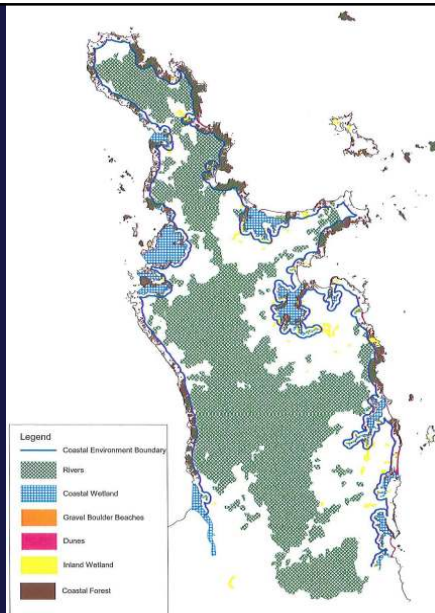 Legend
Coastal Environment Boundary
Rivers
Coastal Wetland
Gravel Boulder Beaches
Dunes
Inland Wetland
Coastal Forest